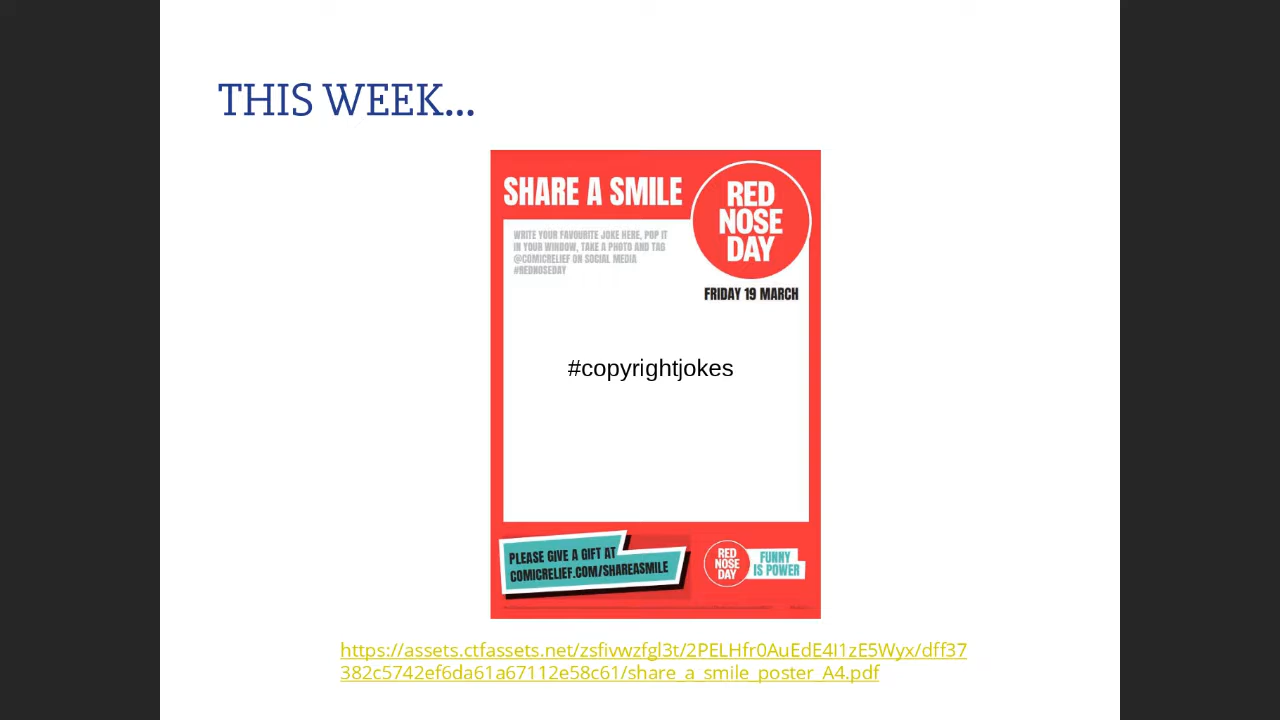 THIS WEEK...
SHARE A SMILE
RED
NOSE
DAY
WRITE YOUR FAVOURITE JOKE HERE, POP IT
IN YOUR WINDOW, TAKE A PHOTO AND TAG
@COMICRELIEF ON SOCIAL MEDIA
#REDNOSEDAY
FRIDAY 19 MARCH
#copyrightjokes
PLEASE GIVE A GIFT AT
COMICRELIEF.COM/SHAREASMILE
RED
NOSE
DAY
FUNNY
IS POWER
https://assets.ctfassets.net/zsfivwzfgl3t/2PELHfr0AuEdE4I1zE5Wyx/dff37
382c5742ef6da61a67112e58c61/share_a_smile_poster_A4.pdf